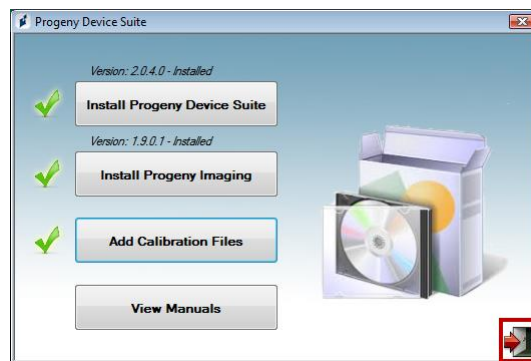 Progeny Device Suite
Version: 2.0.4.0 - Installed
Install Progeny Device Suite
Version: 1.9.0.1 - Installed
Install Progeny Imaging
Add Calibration Files
View Manuals